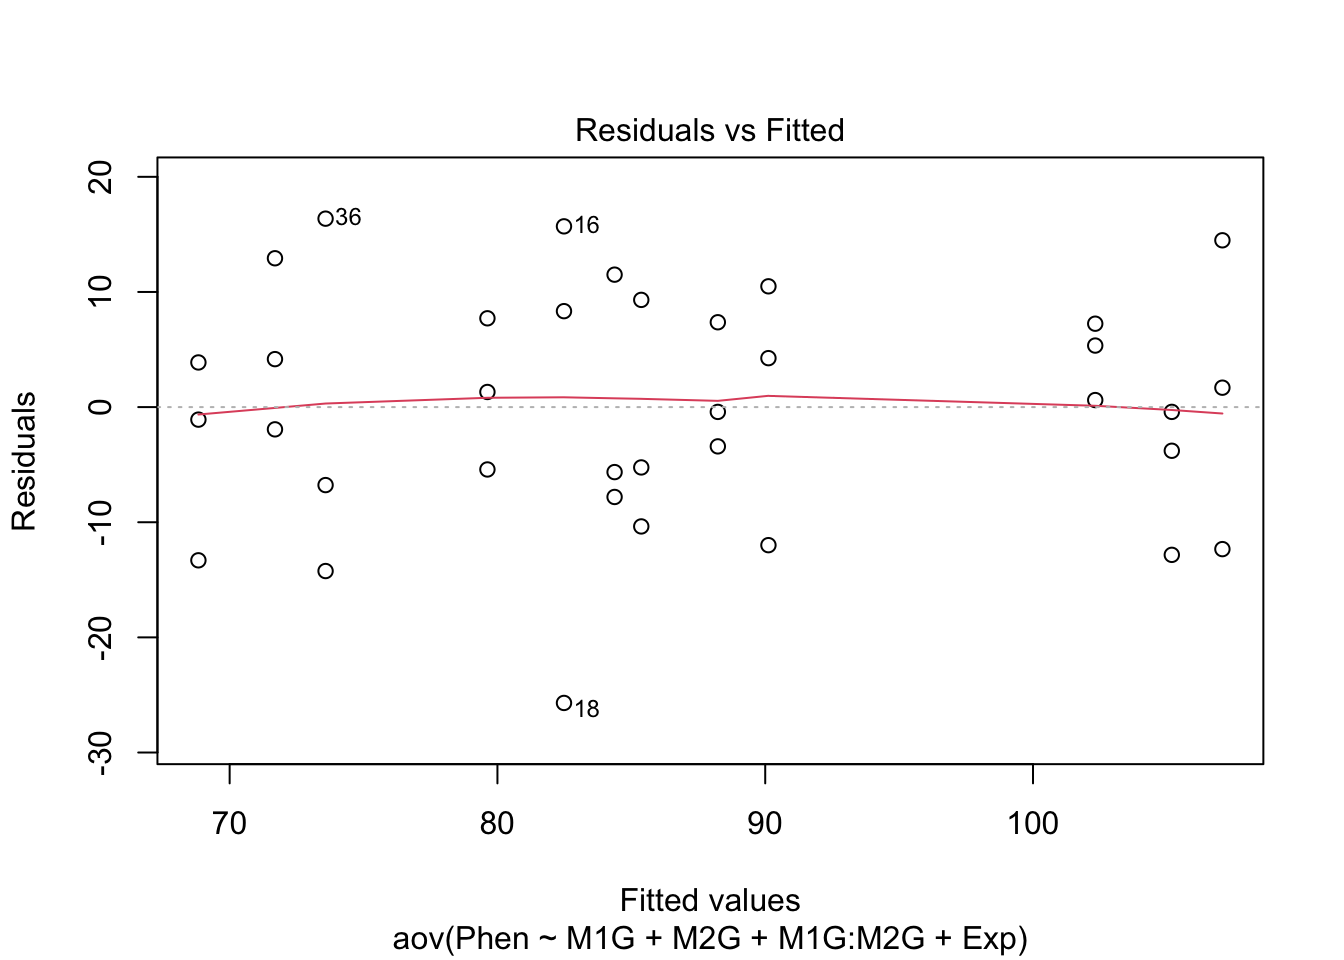 Residuals vs Fitted
20
10
0
-10
-20
-30
Residuals
36
16
18
70 80 90 100
Fitted values
aov(Phen ~ M1G + M2G + M1G:M2G + Exp)